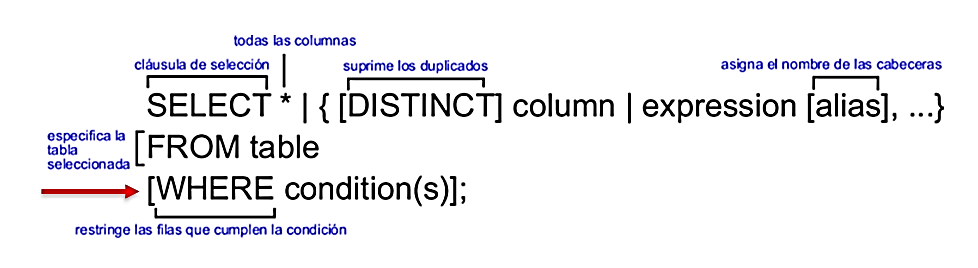 todas las columnas
cláusula de selección
suprime los duplicados
asigna el nombre de las cabeceras
SELECT * | { [DISTINCT] column | expression [alias], ...}
especifica la
tabla
seleccionada
[FROM table
[WHERE condition(s)];
restringe las filas que cumplen la condición